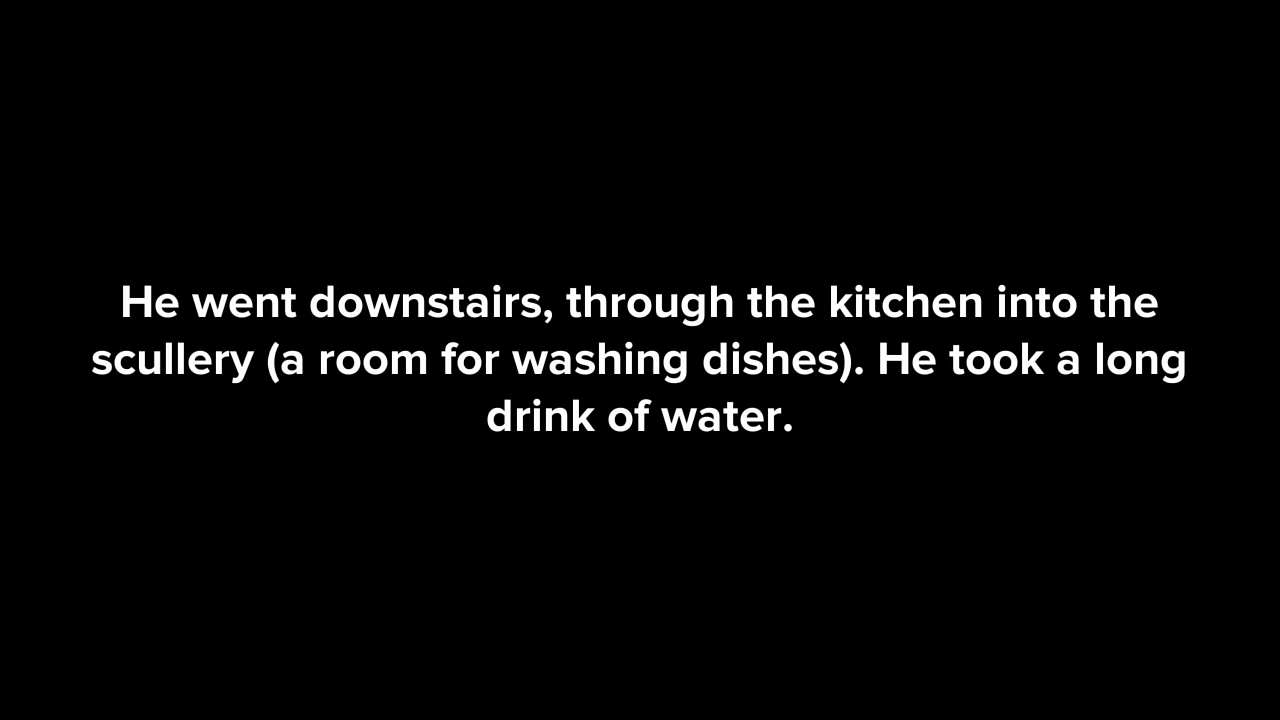 He went downstairs, through the kitchen into the
scullery (a room for washing dishes). He took a long
drink of water.